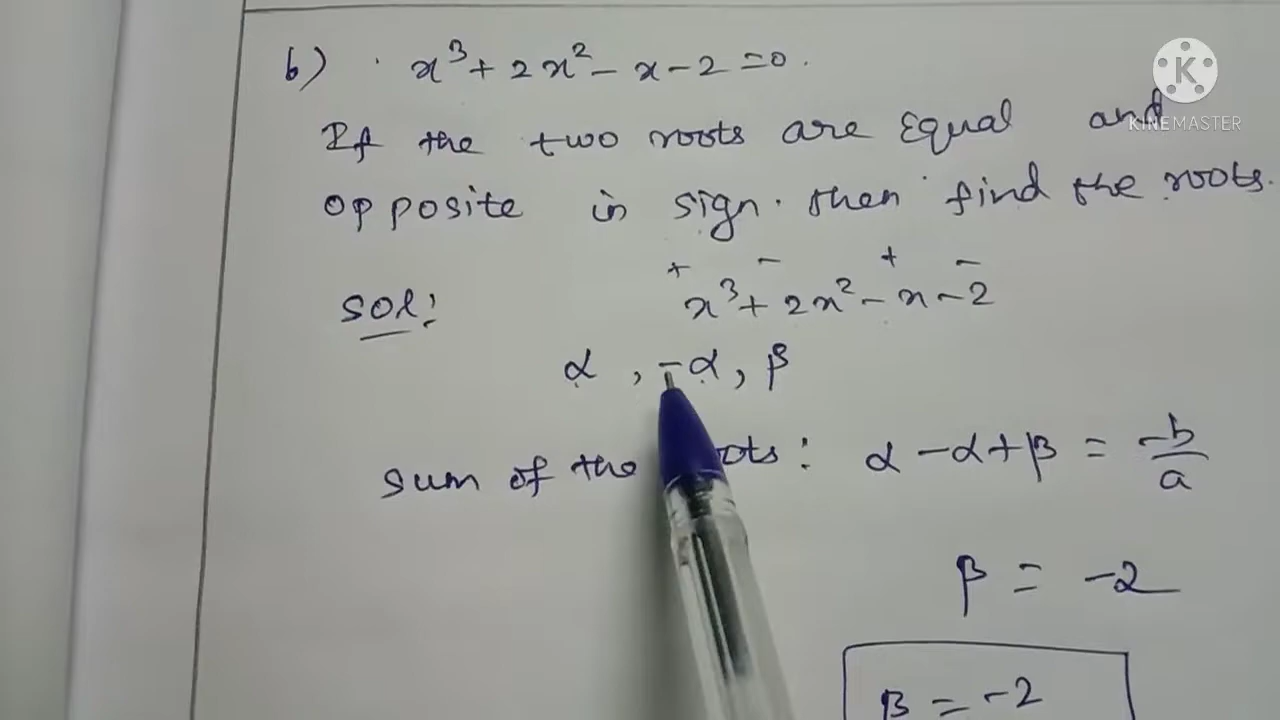 b) x³ + 2x² - x - 2 = 0.
KINEMASTER
If the two roots are Equal and
opposite in sign. then find the roots.
+ - + -
Sol: x³ + 2x² - x - 2
α, -α, β
sum of the ots: α - α + β = -b/a
β = -2
β = -2